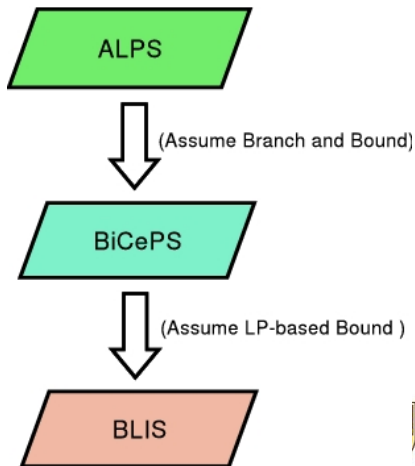 ALPS
(Assume Branch and Bound)
BiCePS
(Assume LP-based Bound )
BLIS